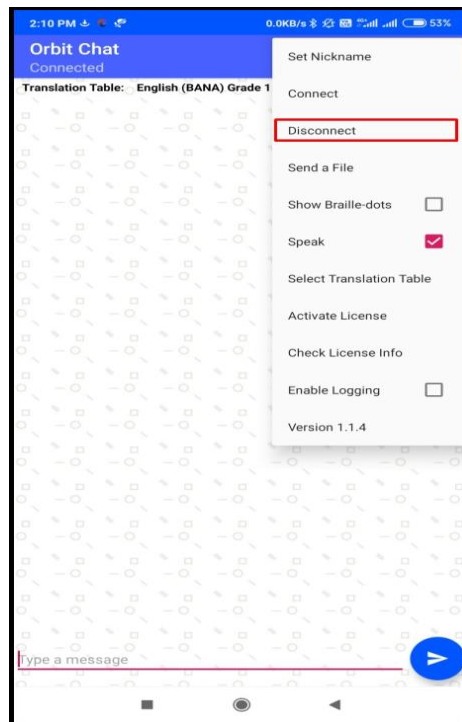 2:10 PM 0.0KB/s 53%
Orbit Chat
Connected
Translation Table: English (BANA) Grade 1
Set Nickname
Connect
Disconnect
Send a File
Show Braille-dots
Speak
Select Translation Table
Activate License
Check License Info
Enable Logging
Version 1.1.4
Type a message